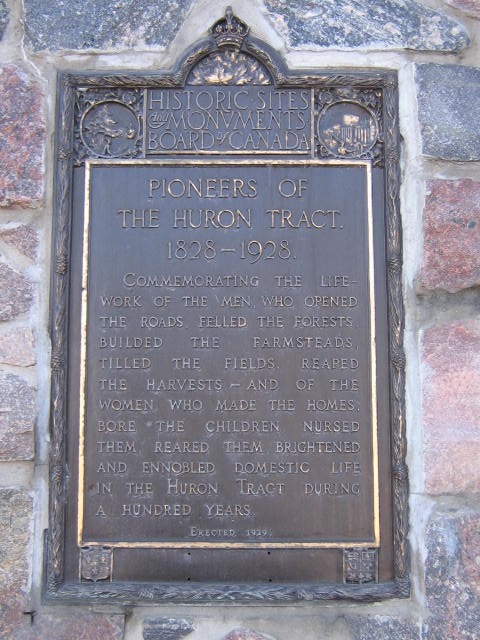 HISTORIC SITES
and MONVMENTS
BOARD of CANADA
PIONEERS OF
THE HURON TRACT.
1828-1928.
COMMEMORATING THE LIFE-
WORK OF THE MEN, WHO OPENED
THE ROADS, FELLED THE FORESTS,
BUILDED THE FARMSTEADS,
TILLED THE FIELDS, REAPED
THE HARVESTS - AND OF THE
WOMEN, WHO MADE THE HOMES,
BORE THE CHILDREN NURSED
THEM, REARED THEM, BRIGHTENED
AND ENNOBLED DOMESTIC LIFE
IN THE HURON TRACT DURING
A HUNDRED YEARS.
ERECTED, 1929.